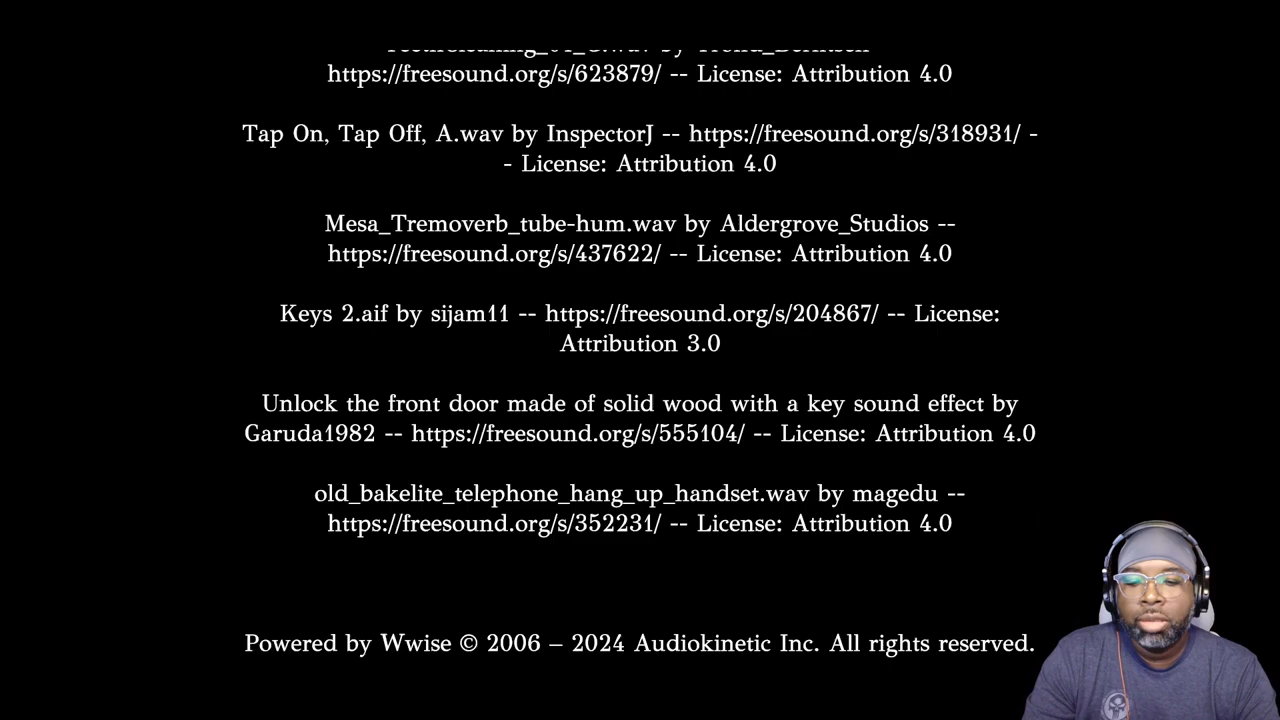 https://freesound.org/s/623879/ -- License: Attribution 4.0
Tap On, Tap Off, A.wav by InspectorJ -- https://freesound.org/s/318931/ -
- License: Attribution 4.0
Mesa_Tremoverb_tube-hum.wav by Aldergrove_Studios --
https://freesound.org/s/437622/ -- License: Attribution 4.0
Keys 2.aif by sijam11 -- https://freesound.org/s/204867/ -- License:
Attribution 3.0
Unlock the front door made of solid wood with a key sound effect by
Garuda1982 -- https://freesound.org/s/555104/ -- License: Attribution 4.0
old_bakelite_telephone_hang_up_handset.wav by magedu --
https://freesound.org/s/352231/ -- License: Attribution 4.0
Powered by Wwise © 2006 – 2024 Audiokinetic Inc. All rights reserved.